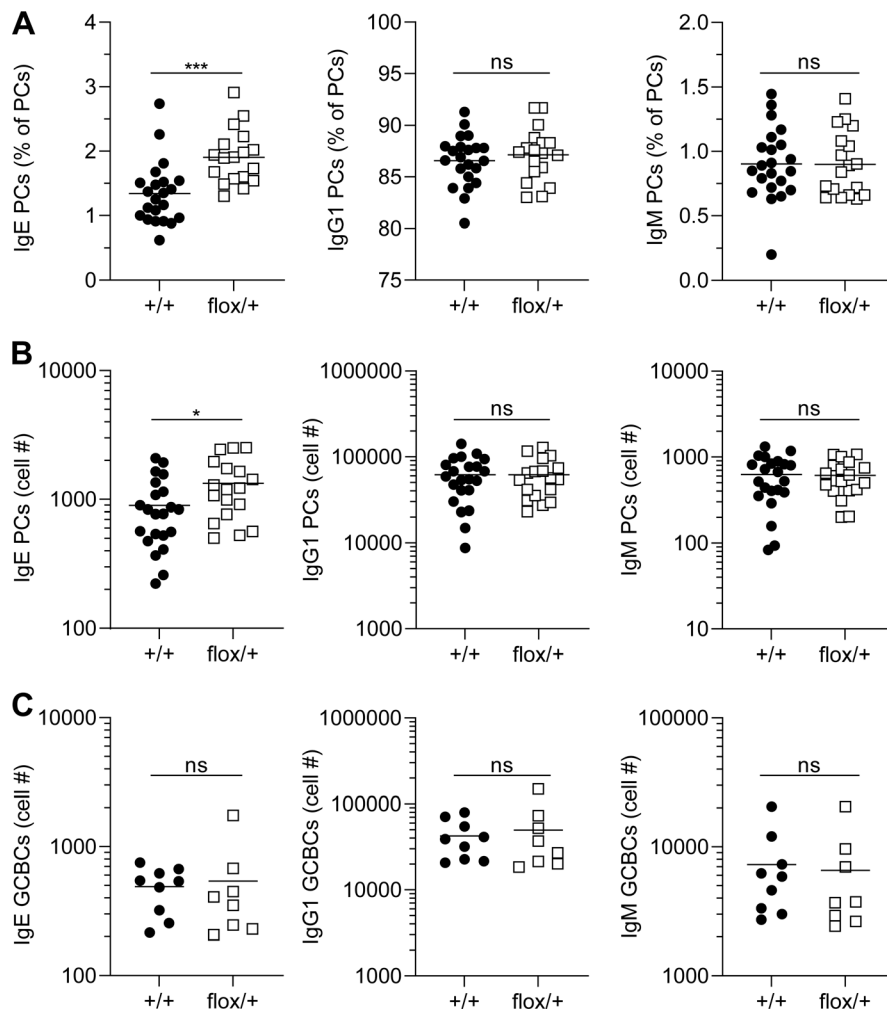 A
IgE PCs (% of PCs)
4
3
2
1
0
***
+/+
flox/+
IgG1 PCs (% of PCs)
100
95
90
85
80
75
ns
+/+
flox/+
IgM PCs (% of PCs)
2.0
1.5
1.0
0.5
0.0
ns
+/+
flox/+
B
IgE PCs (cell #)
10000
1000
100
*
+/+
flox/+
IgG1 PCs (cell #)
1000000
100000
10000
1000
ns
+/+
flox/+
IgM PCs (cell #)
10000
1000
100
10
ns
+/+
flox/+
C
IgE GCBCs (cell #)
10000
1000
100
ns
+/+
flox/+
IgG1 GCBCs (cell #)
1000000
100000
10000
1000
ns
+/+
flox/+
IgM GCBCs (cell #)
100000
10000
1000
ns
+/+
flox/+